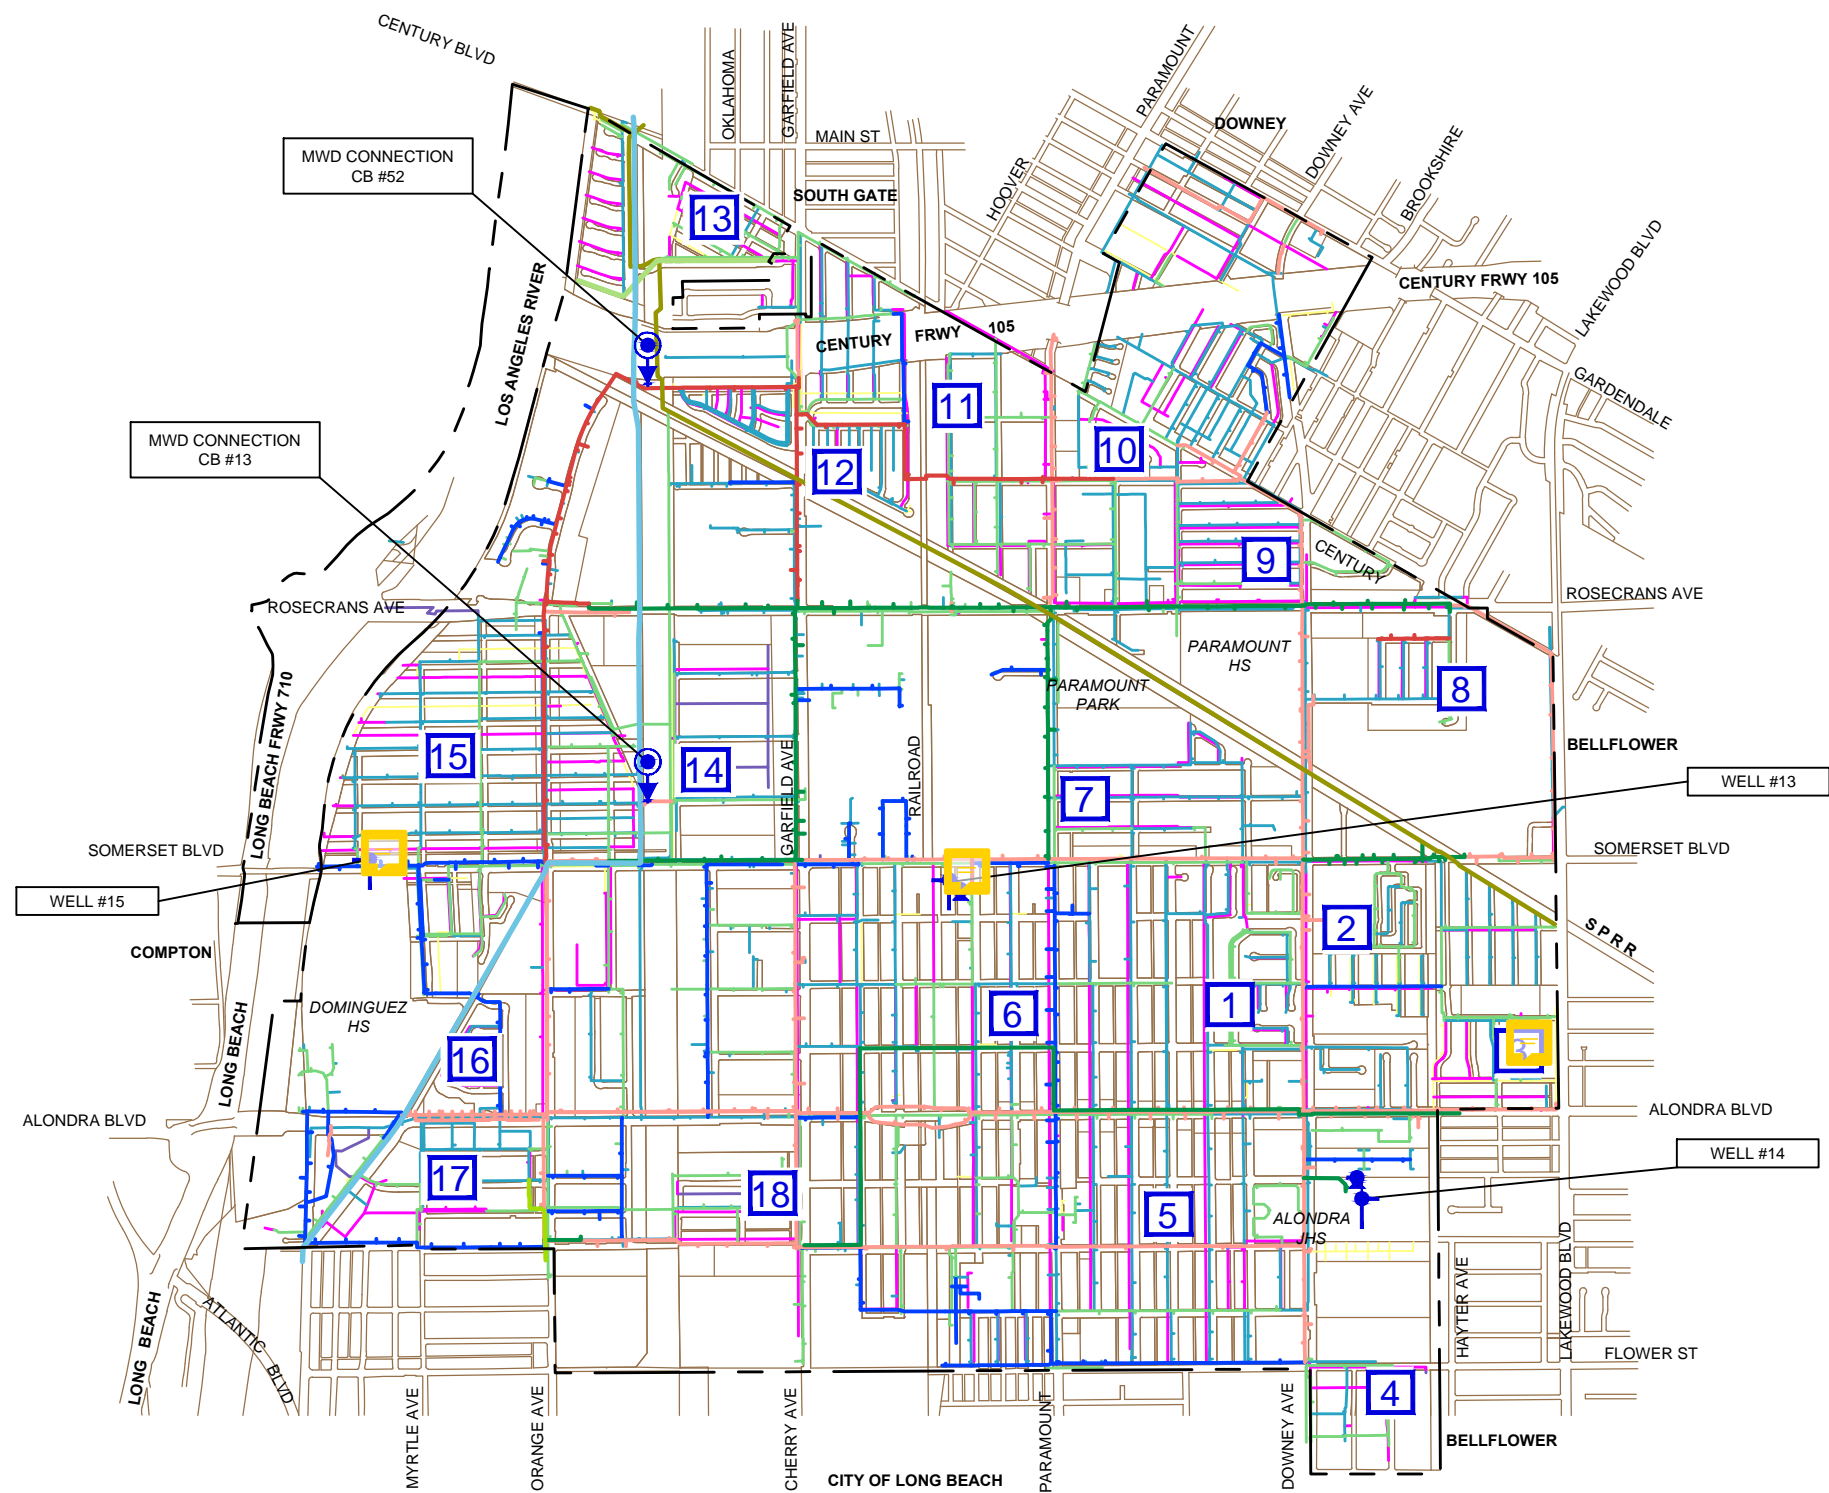 CENTURY BLVD
OKLAHOMA
GARFIELD AVE
MAIN ST
PARAMOUNT
DOWNEY
DOWNEY AVE
BROOKSHIRE
HOOVER
LAKEWOOD BLVD
MWD CONNECTION
CB #52
SOUTH GATE
13
LOS ANGELES RIVER
CENTURY FRWY 105
CENTURY FRWY 105
GARDENDALE
MWD CONNECTION
CB #13
11
10
12
9
CENTURY
ROSECRANS AVE
ROSECRANS AVE
PARAMOUNT
HS
PARAMOUNT
PARK
8
LONG BEACH FRWY 710
15
14
GARFIELD AVE
RAILROAD
7
BELLFLOWER
WELL #13
SOMERSET BLVD
SOMERSET BLVD
WELL #15
COMPTON
2
SPRR
DOMINGUEZ
HS
6
1
3
LONG BEACH
16
ALONDRA BLVD
ALONDRA BLVD
WELL #14
17
18
5
ALONDRA
JHS
HAYTER AVE
LAKEWOOD BLVD
LONG BEACH
ATLANTIC BLVD
FLOWER ST
MYRTLE AVE
ORANGE AVE
CHERRY AVE
PARAMOUNT
DOWNEY AVE
4
BELLFLOWER
CITY OF LONG BEACH